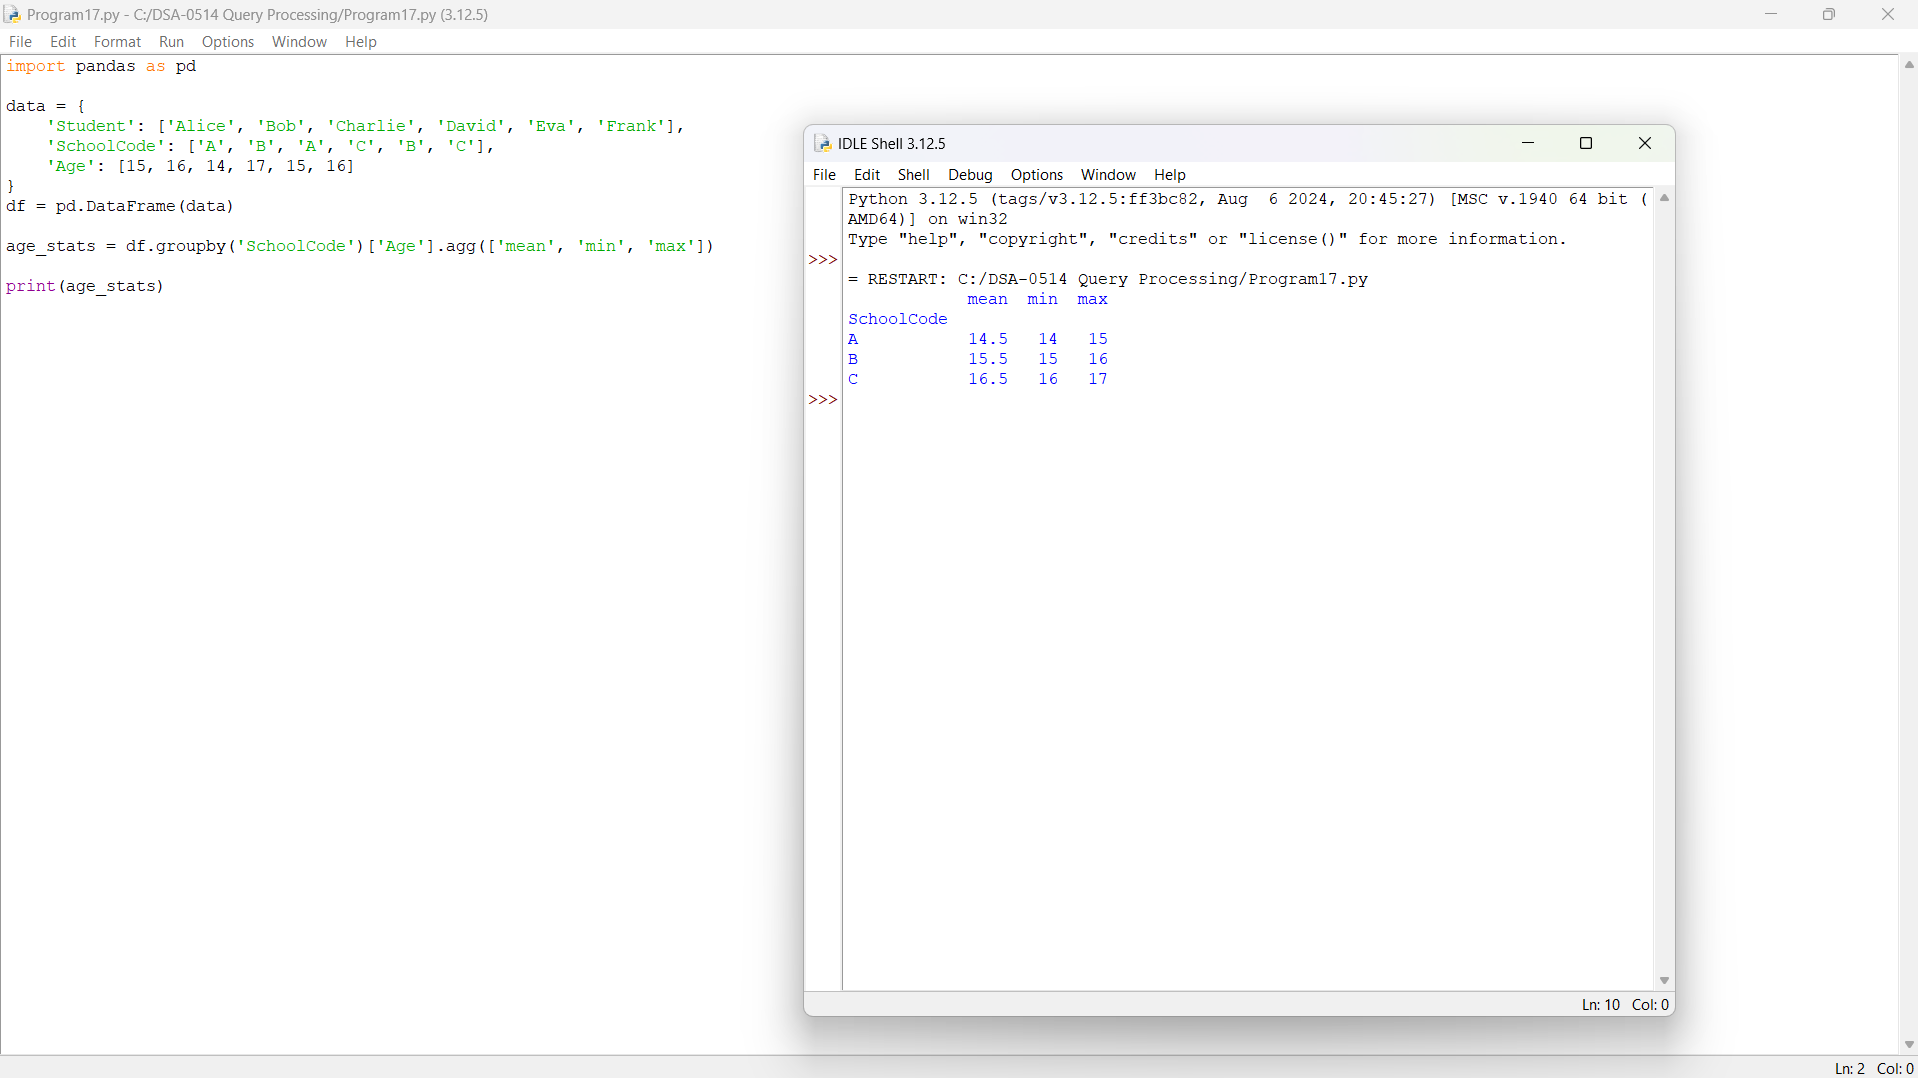 Program17.py - C:/DSA-0514 Query Processing/Program17.py (3.12.5)
File Edit Format Run Options Window Help
import pandas as pd
data = {
    'Student': ['Alice', 'Bob', 'Charlie', 'David', 'Eva', 'Frank'],
    'SchoolCode': ['A', 'B', 'A', 'C', 'B', 'C'],
    'Age': [15, 16, 14, 17, 15, 16]
}
df = pd.DataFrame(data)
age_stats = df.groupby('SchoolCode')['Age'].agg(['mean', 'min', 'max'])
print(age_stats)
IDLE Shell 3.12.5
File Edit Shell Debug Options Window Help
Python 3.12.5 (tags/v3.12.5:ff3bc82, Aug  6 2024, 20:45:27) [MSC v.1940 64 bit (
AMD64)] on win32
Type "help", "copyright", "credits" or "license()" for more information.
>>>
= RESTART: C:/DSA-0514 Query Processing/Program17.py
            mean  min  max
SchoolCode
A           14.5   14   15
B           15.5   15   16
C           16.5   16   17
>>>
Ln: 10 Col: 0
Ln: 2 Col: 0